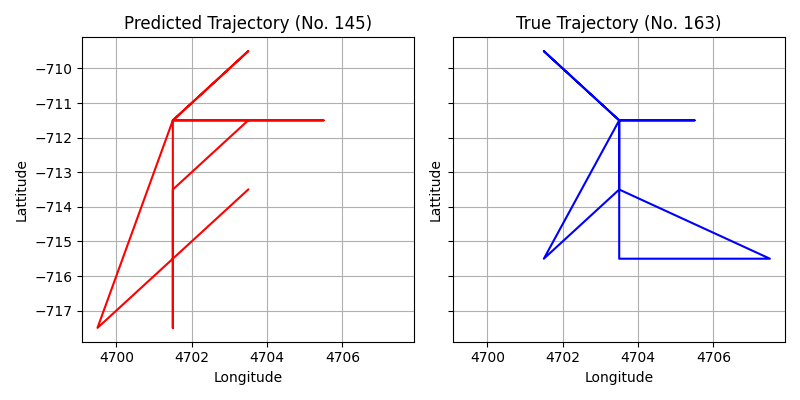 Predicted Trajectory (No. 145)
True Trajectory (No. 163)
Lattitude
−710
−711
−712
−713
−714
−715
−716
−717
4700
4702
4704
4706
Longitude
Lattitude
4700
4702
4704
4706
Longitude